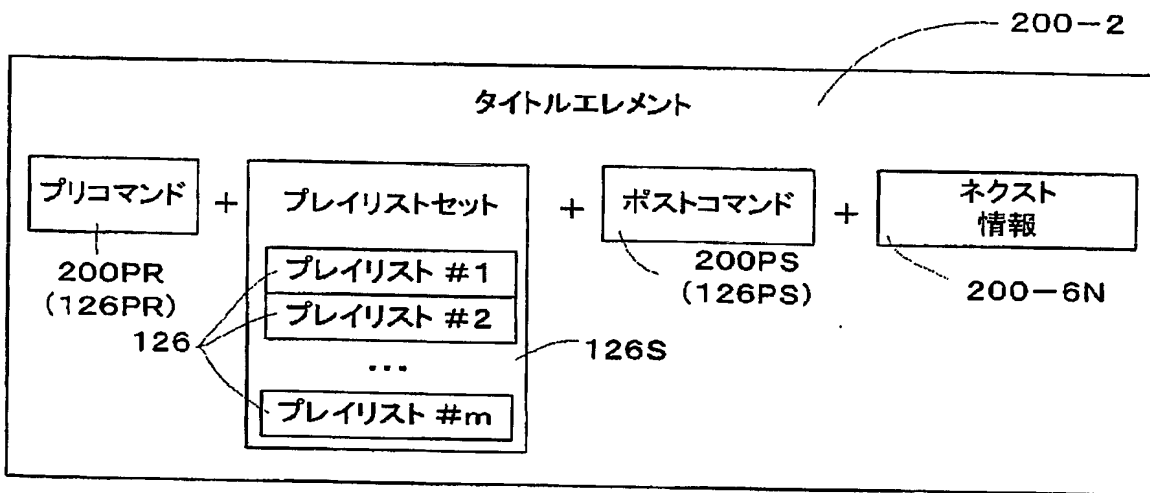 200-2
タイトルエレメント
プリコマンド
+
プレイリストセット
+
ポストコマンド
+
ネクスト
情報
200PR
(126PR)
プレイリスト #1
プレイリスト #2
...
プレイリスト #m
126
126S
200PS
(126PS)
200-6N